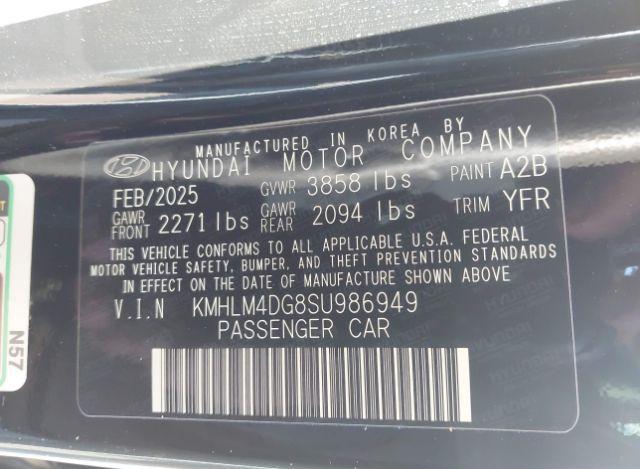 MANUFACTURED IN KOREA BY
HYUNDAI MOTOR COMPANY
FEB/2025 GVWR 3858 lbs PAINT A2B
GAWR FRONT 2271 lbs GAWR REAR 2094 lbs TRIM YFR
THIS VEHICLE CONFORMS TO ALL APPLICABLE U.S.A. FEDERAL
MOTOR VEHICLE SAFETY, BUMPER, AND THEFT PREVENTION STANDARDS
IN EFFECT ON THE DATE OF MANUFACTURE SHOWN ABOVE
V.I.N KMHLM4DG8SU986949
PASSENGER CAR
N57